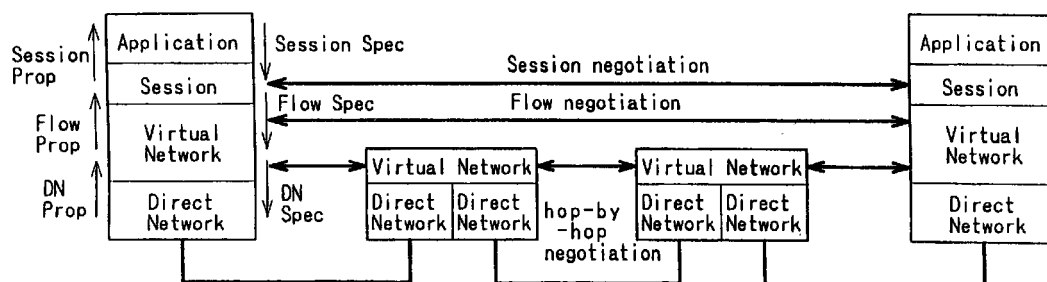 Application
Session
Virtual
Network
Direct
Network
Session
Prop
Flow
Prop
DN
Prop
Session Spec
Flow Spec
DN
Spec
Session negotiation
Flow negotiation
Virtual Network
Direct
Network
Direct
Network
hop-by
-hop
negotiation
Virtual Network
Direct
Network
Direct
Network
Application
Session
Virtual
Network
Direct
Network